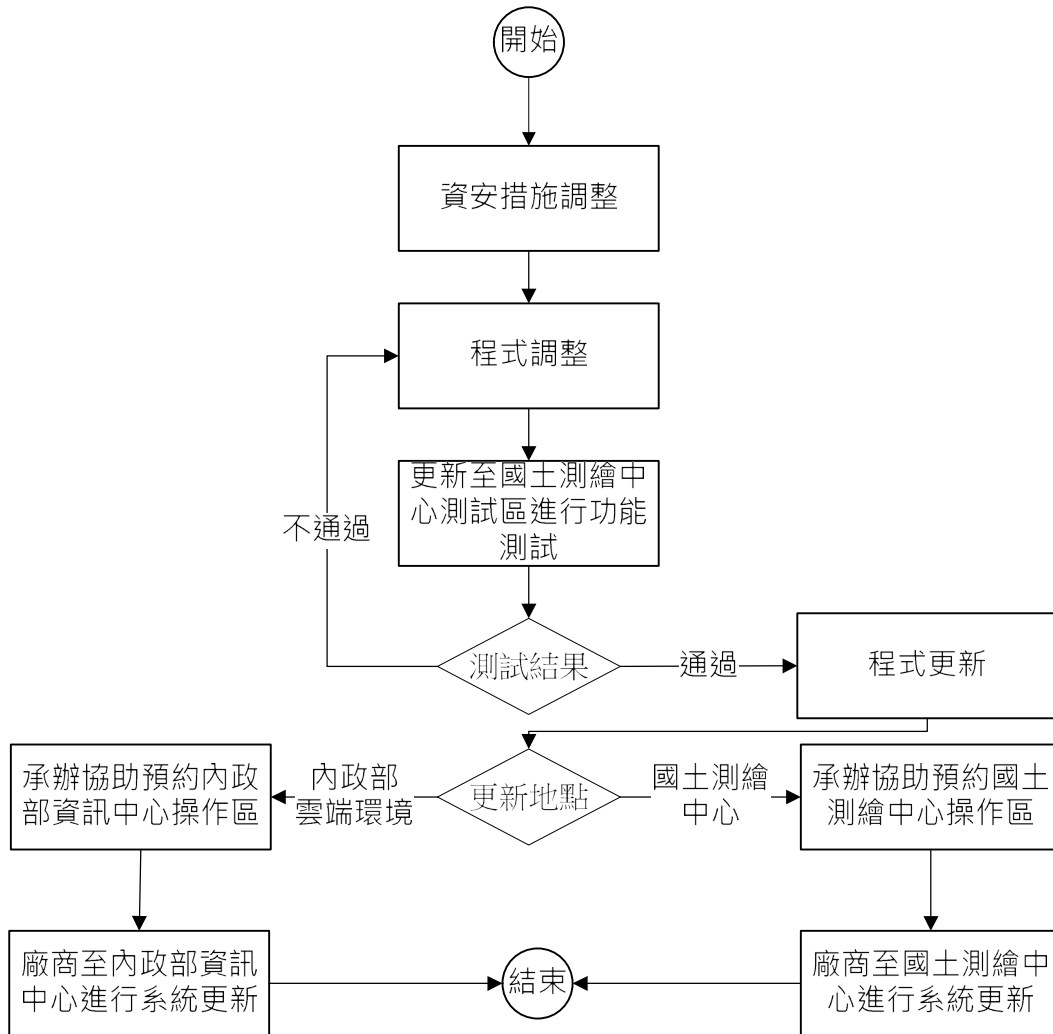 開始
資安措施調整
程式調整
更新至國土測繪中
心測試區進行功能
測試
不通過
測試結果
通過
程式更新
承辦協助預約內政
部資訊中心操作區
內政部
雲端環境
更新地點
國土測繪
中心
承辦協助預約國土
測繪中心操作區
廠商至內政部資訊
中心進行系統更新
結束
廠商至國土測繪中
心進行系統更新